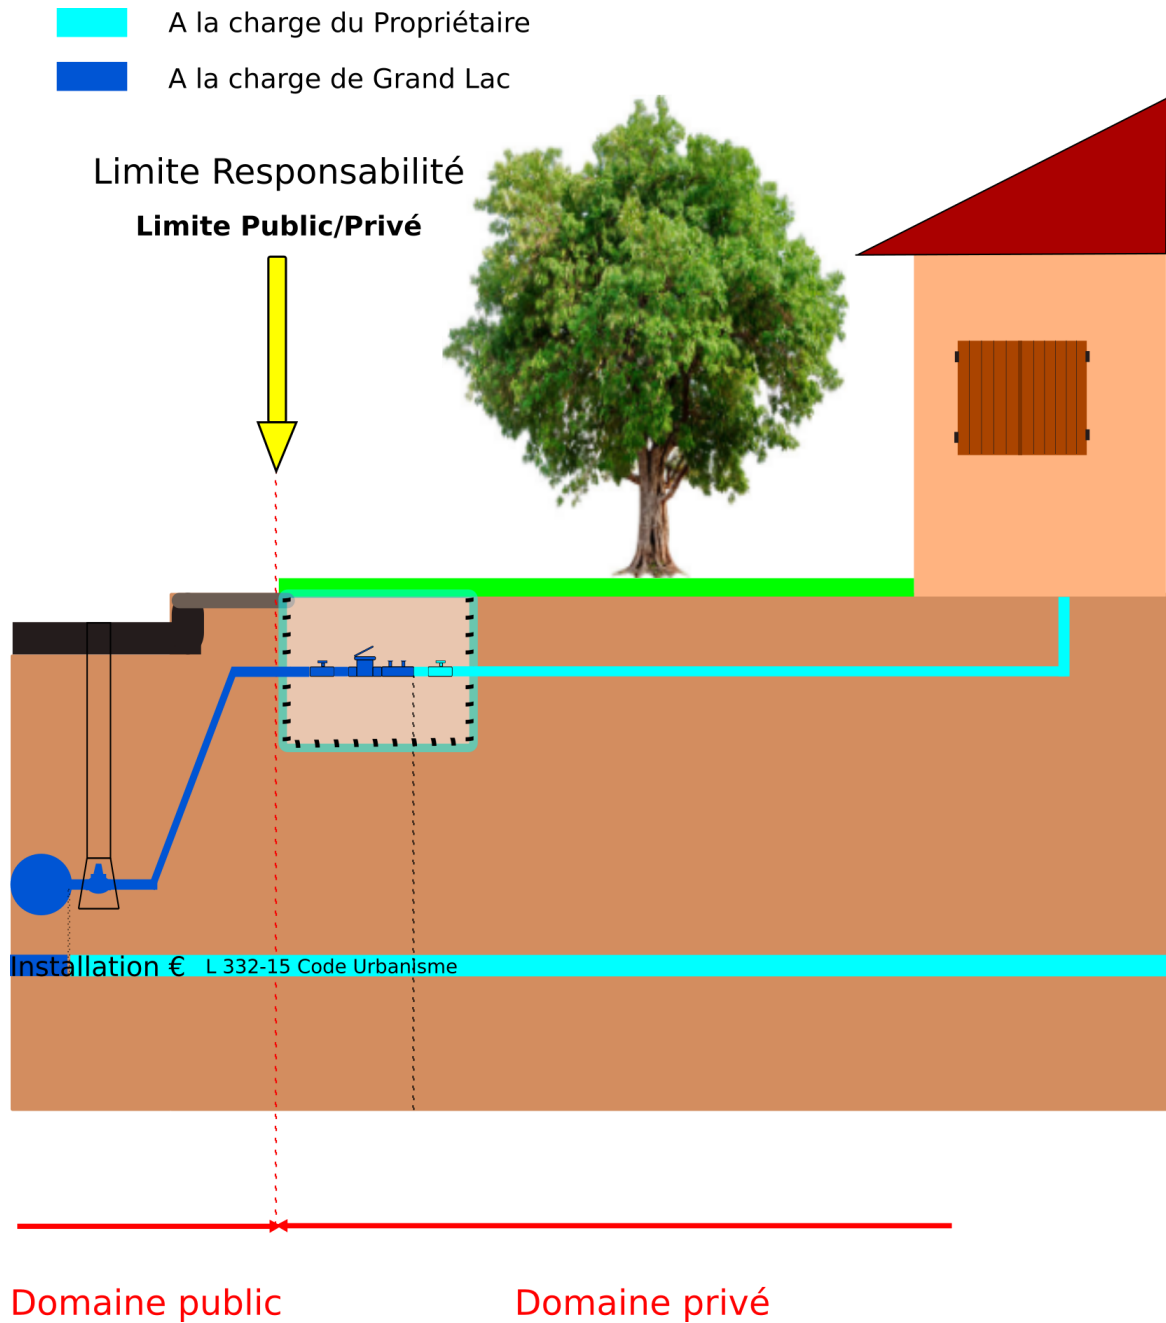 A la charge du Propriétaire
A la charge de Grand Lac
Limite Responsabilité
Limite Public/Privé
Installation € L 332-15 Code Urbanisme
Domaine public
Domaine privé